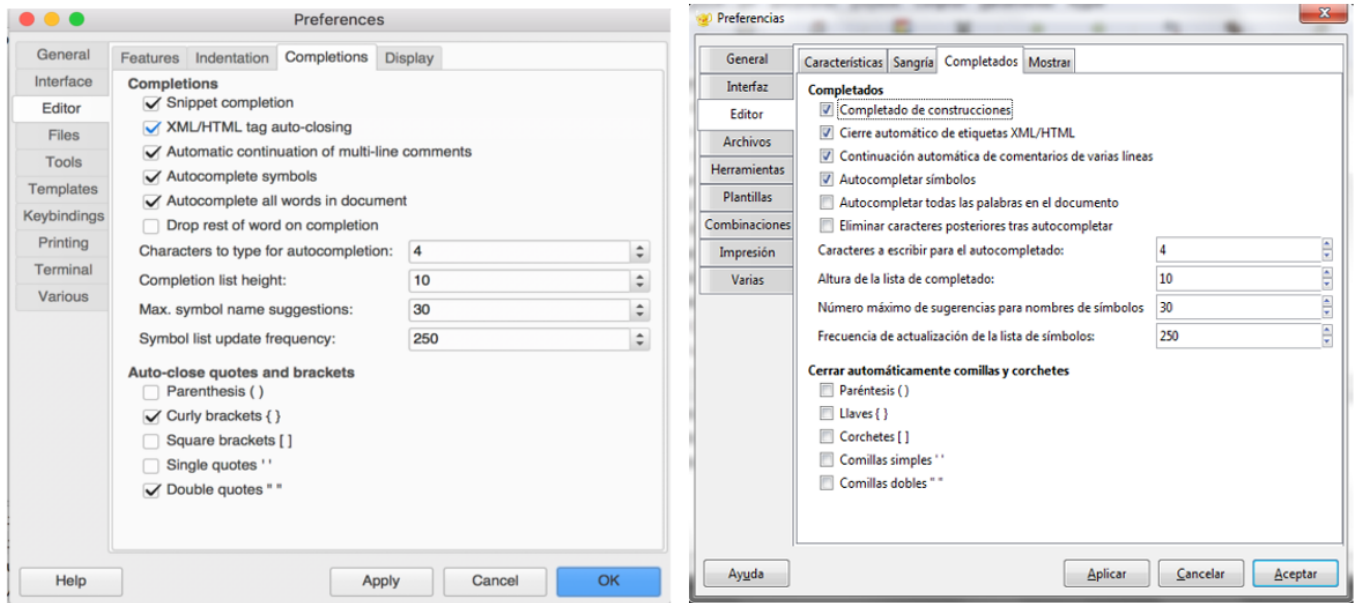 Preferences
General
Interface
Editor
Files
Tools
Templates
Keybindings
Printing
Terminal
Various
Features Indentation Completions Display
Completions
Snippet completion
XML/HTML tag auto-closing
Automatic continuation of multi-line comments
Autocomplete symbols
Autocomplete all words in document
Drop rest of word on completion
Characters to type for autocompletion: 4
Completion list height: 10
Max. symbol name suggestions: 30
Symbol list update frequency: 250
Auto-close quotes and brackets
Parenthesis ( )
Curly brackets { }
Square brackets [ ]
Single quotes ' '
Double quotes " "
Help Apply Cancel OK
Preferencias
General
Interfaz
Editor
Archivos
Herramientas
Plantillas
Combinaciones
Impresión
Varias
Características Sangría Completados Mostrar
Completados
Completado de construcciones
Cierre automático de etiquetas XML/HTML
Continuación automática de comentarios de varias líneas
Autocompletar símbolos
Autocompletar todas las palabras en el documento
Eliminar caracteres posteriores tras autocompletar
Caracteres a escribir para el autocompletado: 4
Altura de la lista de completado: 10
Número máximo de sugerencias para nombres de símbolos 30
Frecuencia de actualización de la lista de símbolos: 250
Cerrar automáticamente comillas y corchetes
Paréntesis ( )
Llaves { }
Corchetes [ ]
Comillas simples ' '
Comillas dobles " "
Ayuda Aplicar Cancelar Aceptar